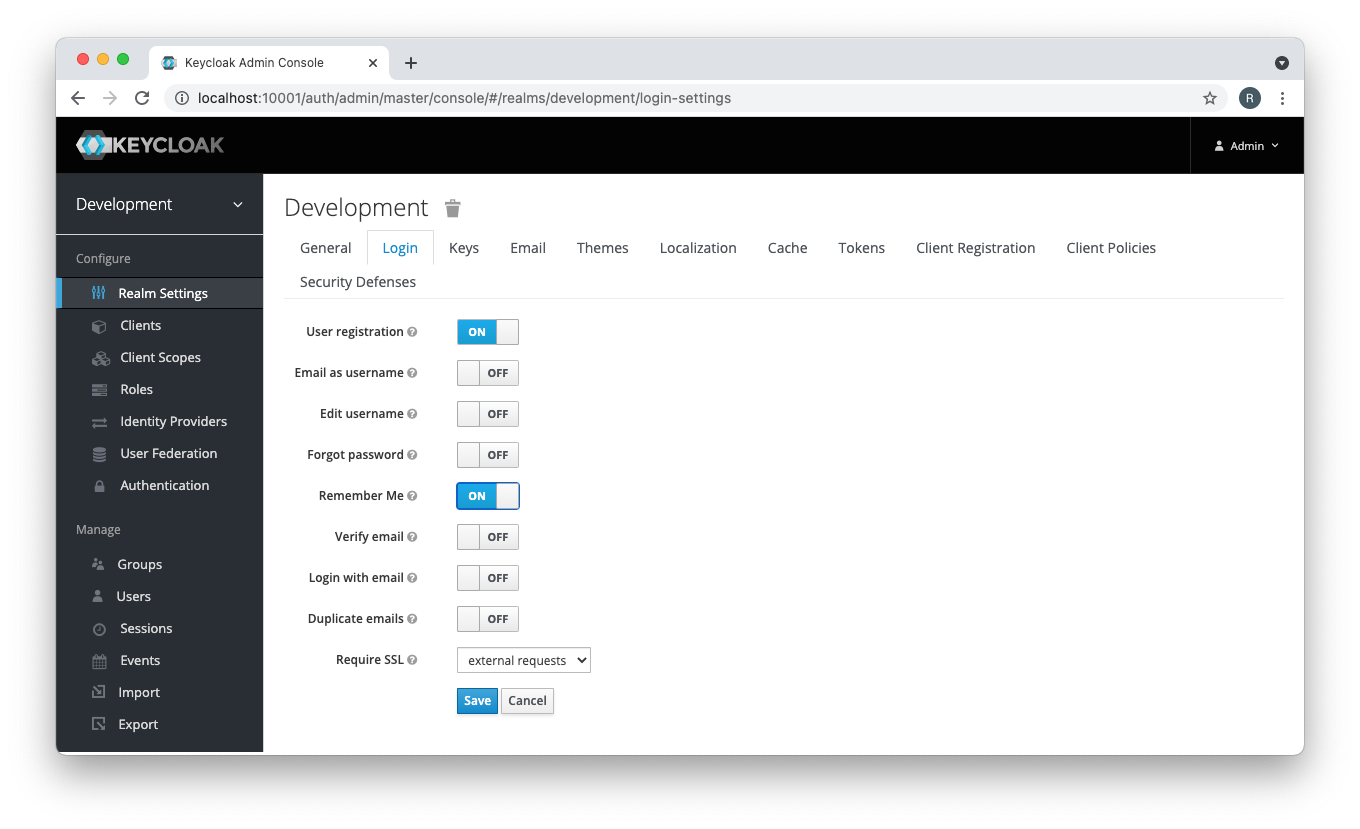 Keycloak Admin Console
localhost:10001/auth/admin/master/console/#/realms/development/login-settings
R
KEYCLOAK
Admin
Development
Configure
Realm Settings
Clients
Client Scopes
Roles
Identity Providers
User Federation
Authentication
Manage
Groups
Users
Sessions
Events
Import
Export
Development
General Login Keys Email Themes Localization Cache Tokens Client Registration Client Policies
Security Defenses
User registration ? ON
Email as username ? OFF
Edit username ? OFF
Forgot password ? OFF
Remember Me ? ON
Verify email ? OFF
Login with email ? OFF
Duplicate emails ? OFF
Require SSL ? external requests
Save Cancel